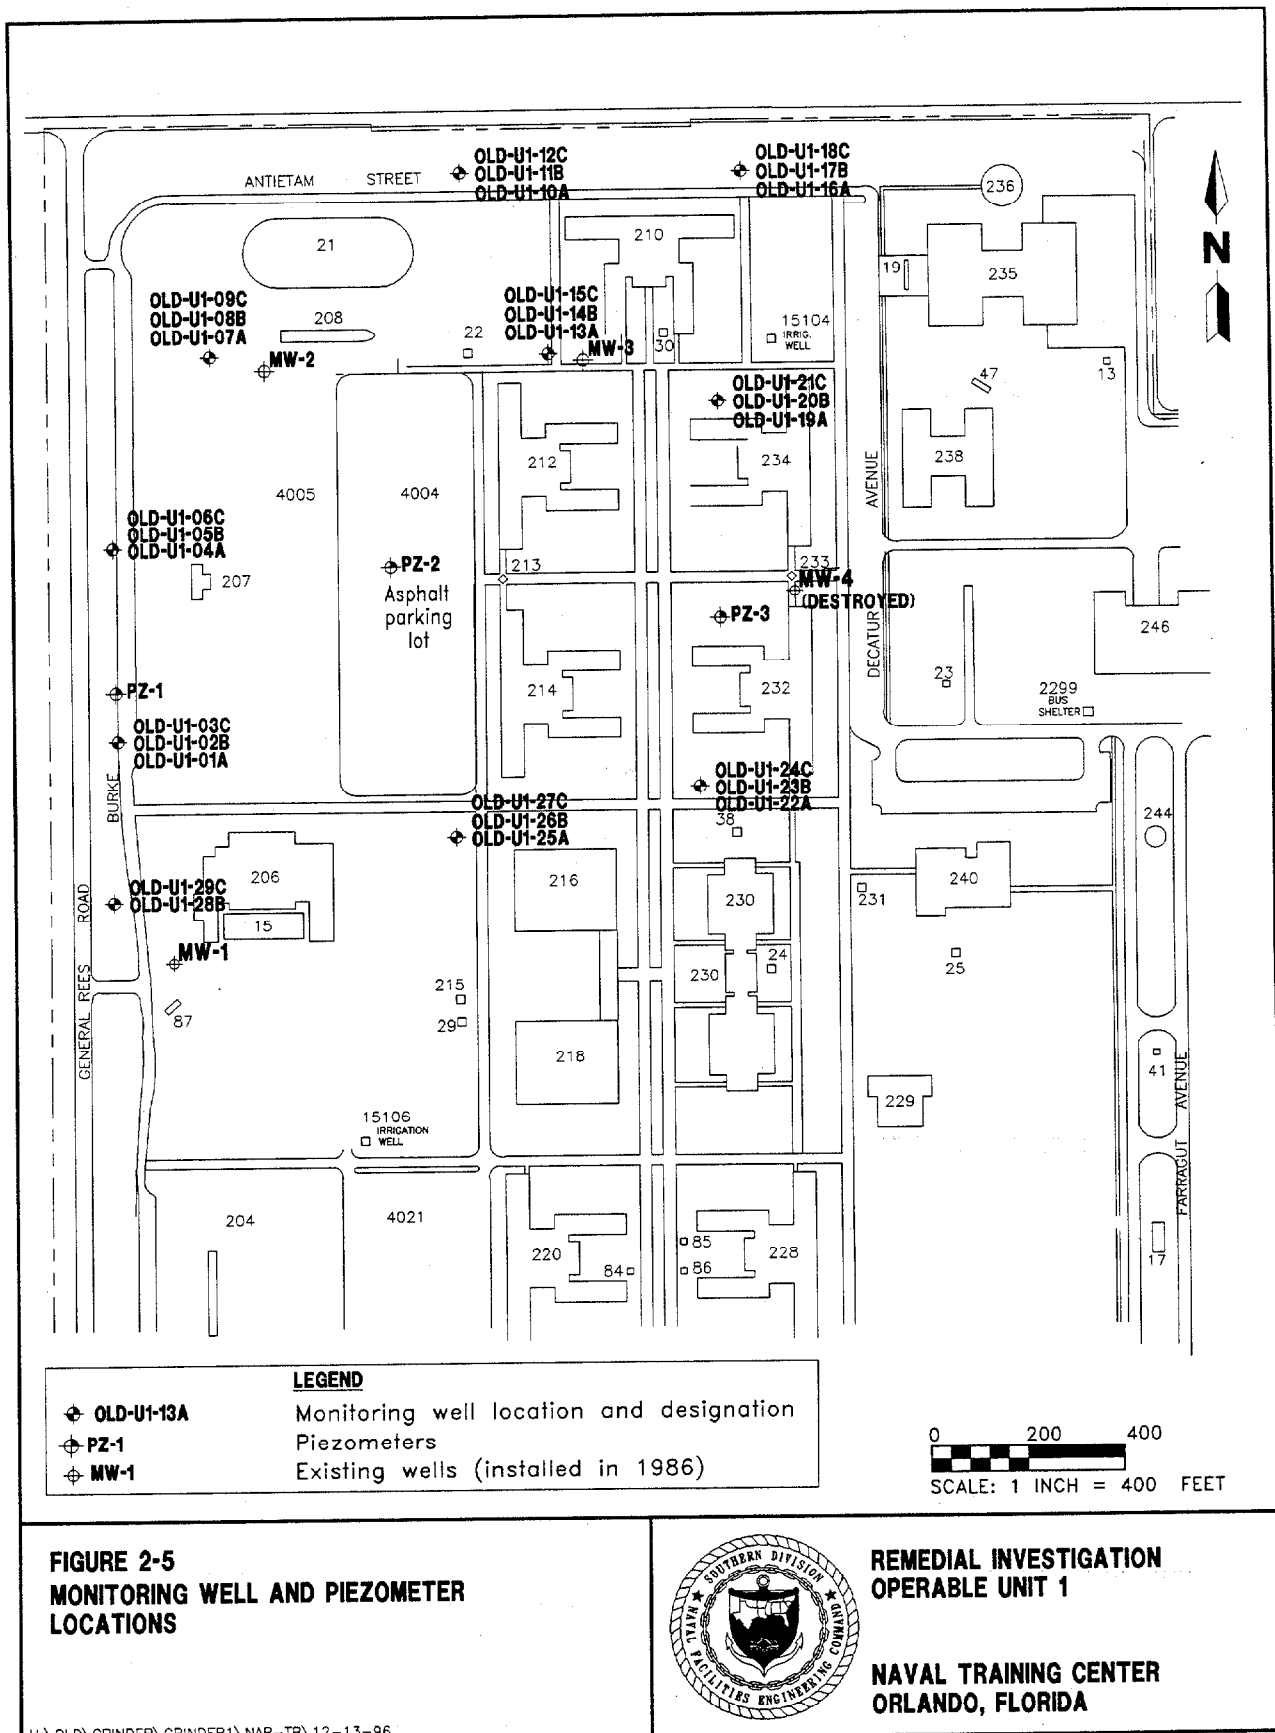 OLD-U1-12C
OLD-U1-11B
OLD-U1-10A
OLD-U1-18C
OLD-U1-17B
OLD-U1-16A
ANTIETAM STREET
236
21
210
19
235
N
OLD-U1-09C
OLD-U1-08B
OLD-U1-07A
208
MW-2
22
OLD-U1-15C
OLD-U1-14B
OLD-U1-13A
MW-3
30
15104
IRRIG.
WELL
47
13
OLD-U1-21C
OLD-U1-20B
OLD-U1-19A
212
234
238
4005
4004
AVENUE
OLD-U1-06C
OLD-U1-05B
OLD-U1-04A
207
PZ-2
Asphalt
parking
lot
213
233
MW-4
(DESTROYED)
PZ-3
DECATUR
246
PZ-1
214
232
23
2299
BUS
SHELTER
OLD-U1-03C
OLD-U1-02B
OLD-U1-01A
BURKE
OLD-U1-24C
OLD-U1-23B
OLD-U1-22A
OLD-U1-27C
OLD-U1-26B
OLD-U1-25A
38
244
206
OLD-U1-29C
OLD-U1-28B
15
216
230
231
240
MW-1
230
24
25
GENERAL REES ROAD
87
215
29
218
41
229
FARRAGUT AVENUE
15106
IRRIGATION
WELL
204
4021
220
84
85
86
228
17
LEGEND
OLD-U1-13A Monitoring well location and designation
PZ-1 Piezometers
MW-1 Existing wells (installed in 1986)
0 200 400
SCALE: 1 INCH = 400 FEET
FIGURE 2-5
MONITORING WELL AND PIEZOMETER
LOCATIONS
SOUTHERN DIVISION
NAVAL FACILITIES ENGINEERING COMMAND
REMEDIAL INVESTIGATION
OPERABLE UNIT 1
NAVAL TRAINING CENTER
ORLANDO, FLORIDA